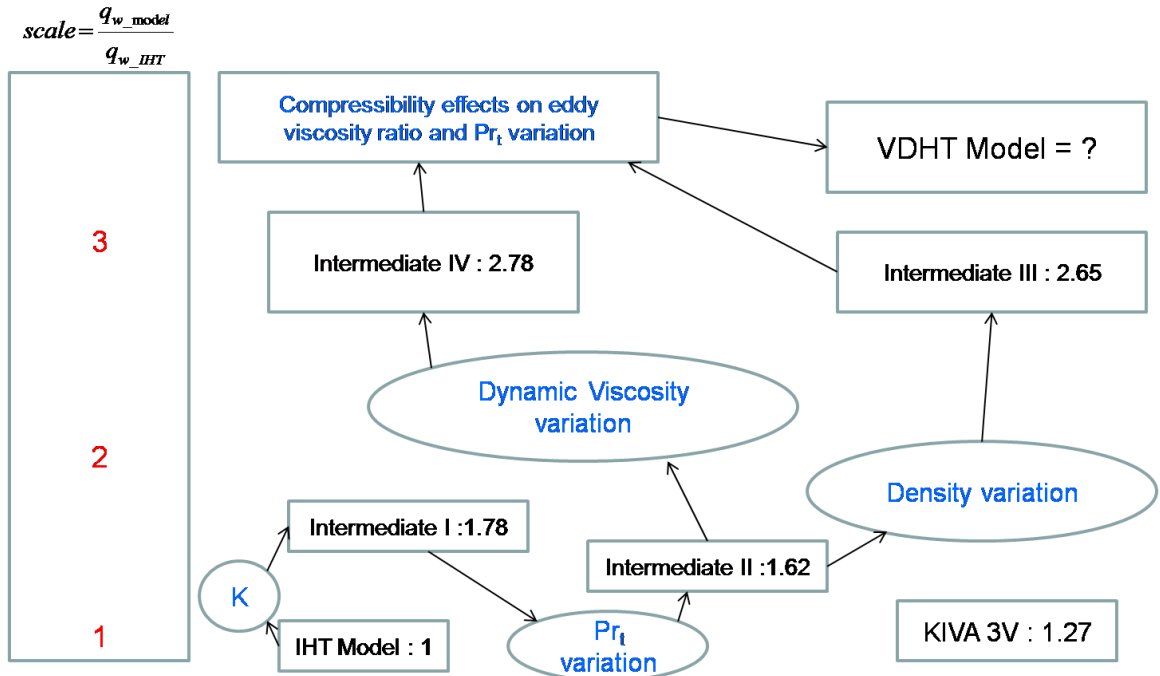 scale = q_w_model / q_w_IHT
Compressibility effects on eddy
viscosity ratio and Prt variation
VDHT Model = ?
3
Intermediate IV : 2.78
Intermediate III : 2.65
Dynamic Viscosity
variation
2
Density variation
Intermediate I :1.78
Intermediate II :1.62
K
1
IHT Model : 1
Prt
variation
KIVA 3V : 1.27